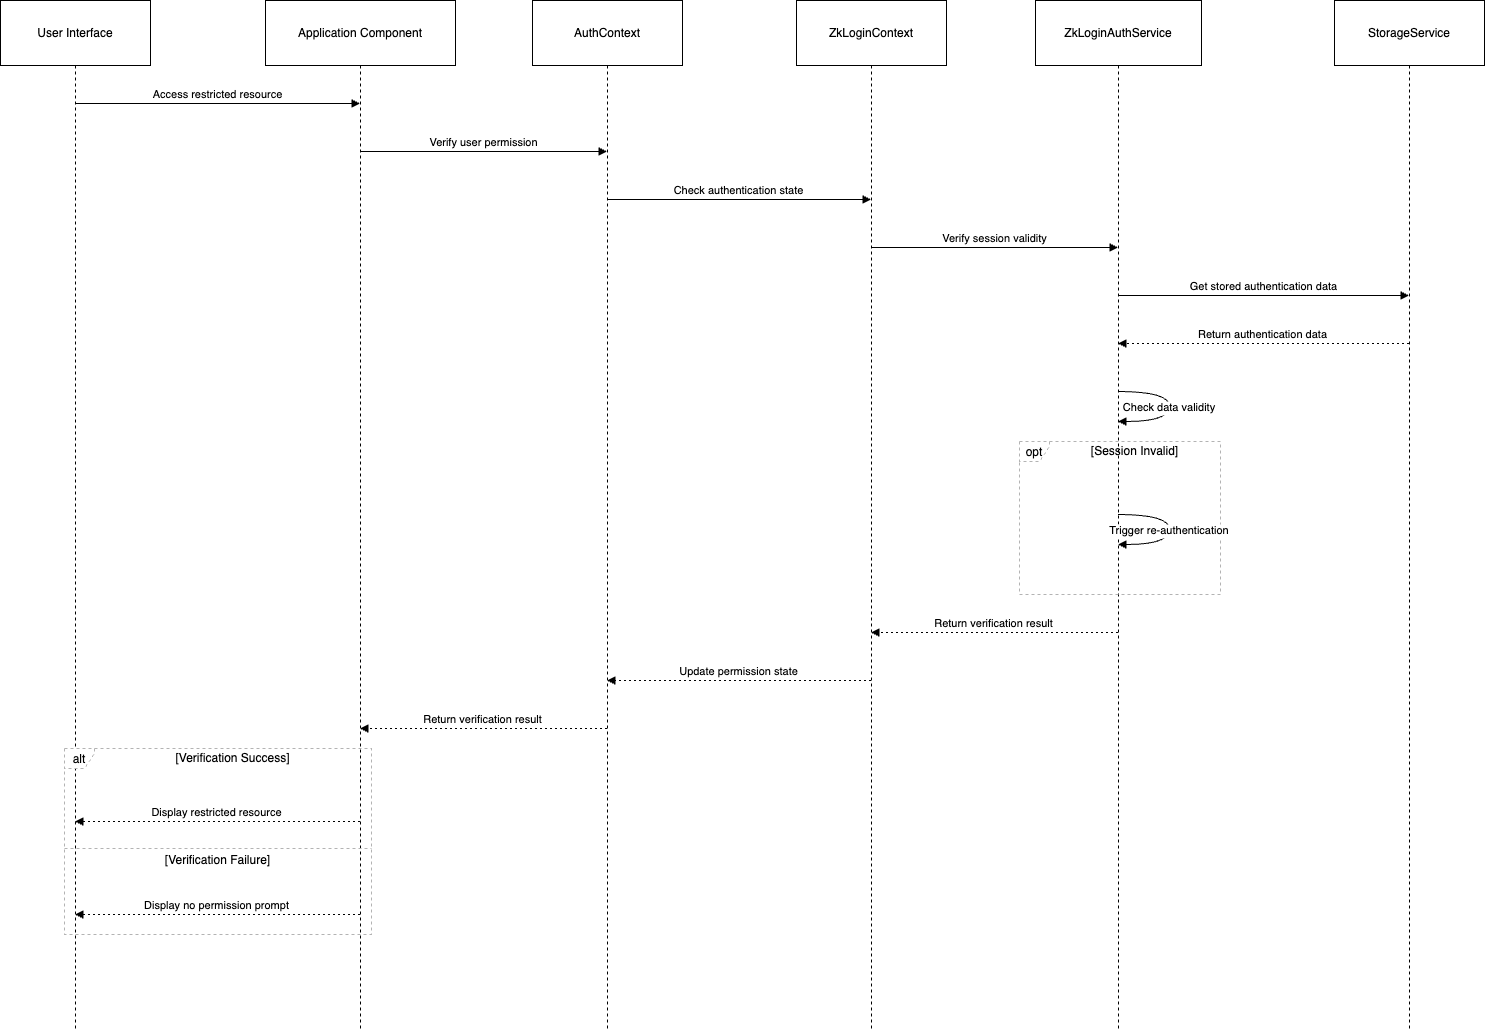 User Interface
Application Component
AuthContext
ZkLoginContext
ZkLoginAuthService
StorageService
Access restricted resource
Verify user permission
Check authentication state
Verify session validity
Get stored authentication data
Return authentication data
Check data validity
opt
[Session Invalid]
Trigger re-authentication
Return verification result
Update permission state
Return verification result
alt
[Verification Success]
Display restricted resource
[Verification Failure]
Display no permission prompt